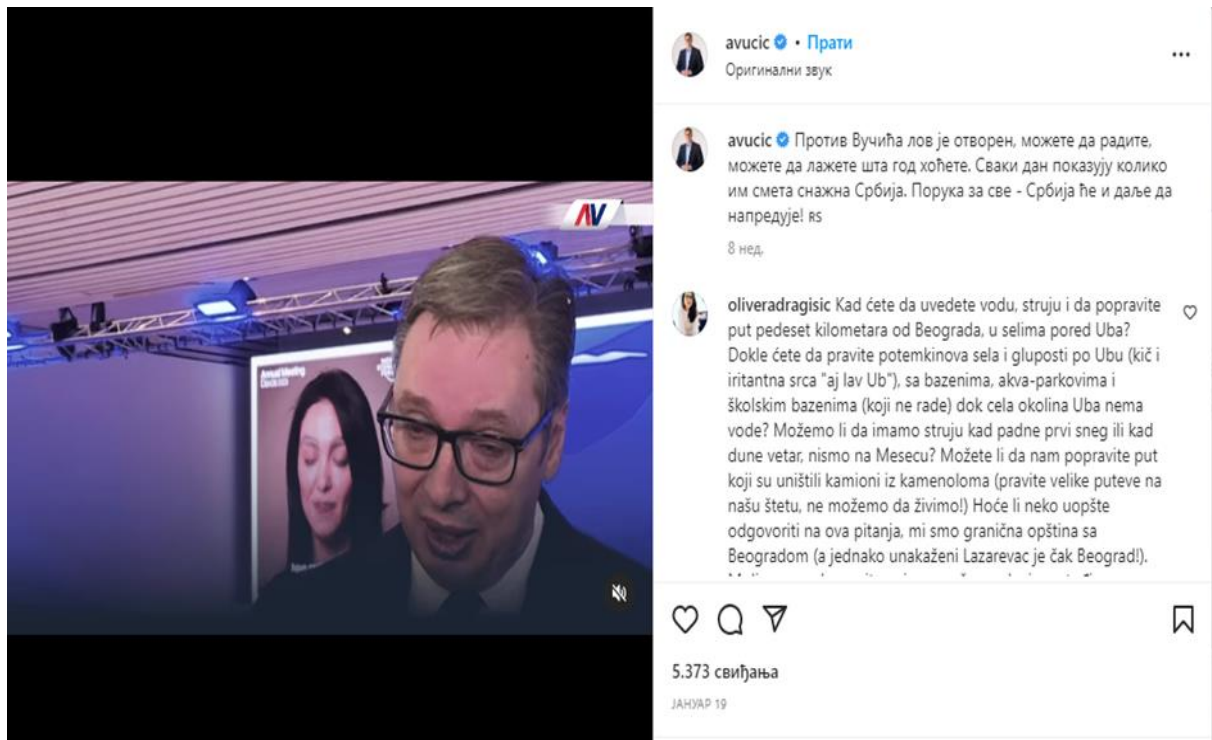 AV
Annual Meeting
avucic • Прати
Оригинални звук
avucic Против Вучића лов је отворен, можете да радите,
можете да лажете шта год хоћете. Сваки дан показују колико
им смета снажна Србија. Порука за све - Србија ће и даље да
напредује! RS
8 нед.
oliveradragisic Kad ćete da uvedete vodu, struju i da popravite
put pedeset kilometara od Beograda, u selima pored Uba?
Dokle ćete da pravite potemkinova sela i gluposti po Ubu (kič i
iritantna srca "aj lav Ub"), sa bazenima, akva-parkovima i
školskim bazenima (koji ne rade) dok cela okolina Uba nema
vode? Možemo li da imamo struju kad padne prvi sneg ili kad
dune vetar, nismo na Mesecu? Možete li da nam popravite put
koji su uništili kamioni iz kamenoloma (pravite velike puteve na
našu štetu, ne možemo da živimo!) Hoće li neko uopšte
odgovoriti na ova pitanja, mi smo granična opština sa
Beogradom (a jednako unakaženi Lazarevac je čak Beograd!).
5.373 свиђања
ЈАНУАР 19